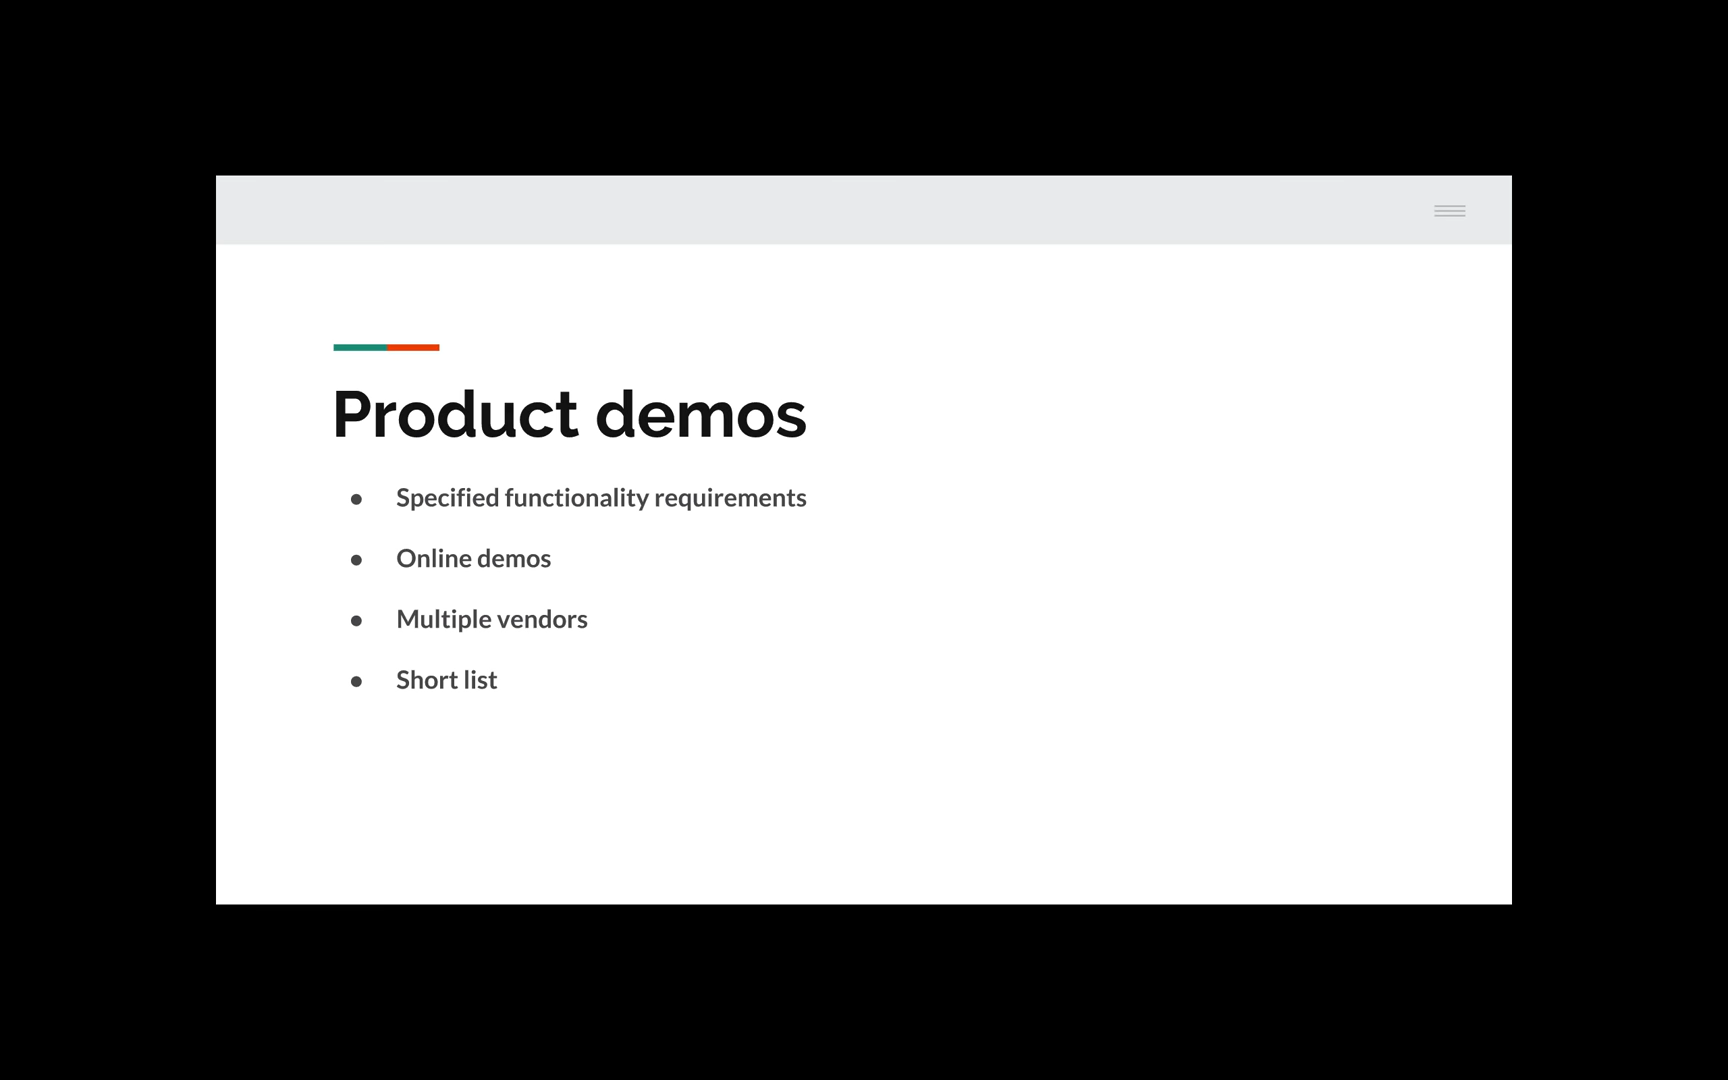 Product demos
● Specified functionality requirements
● Online demos
● Multiple vendors
● Short list